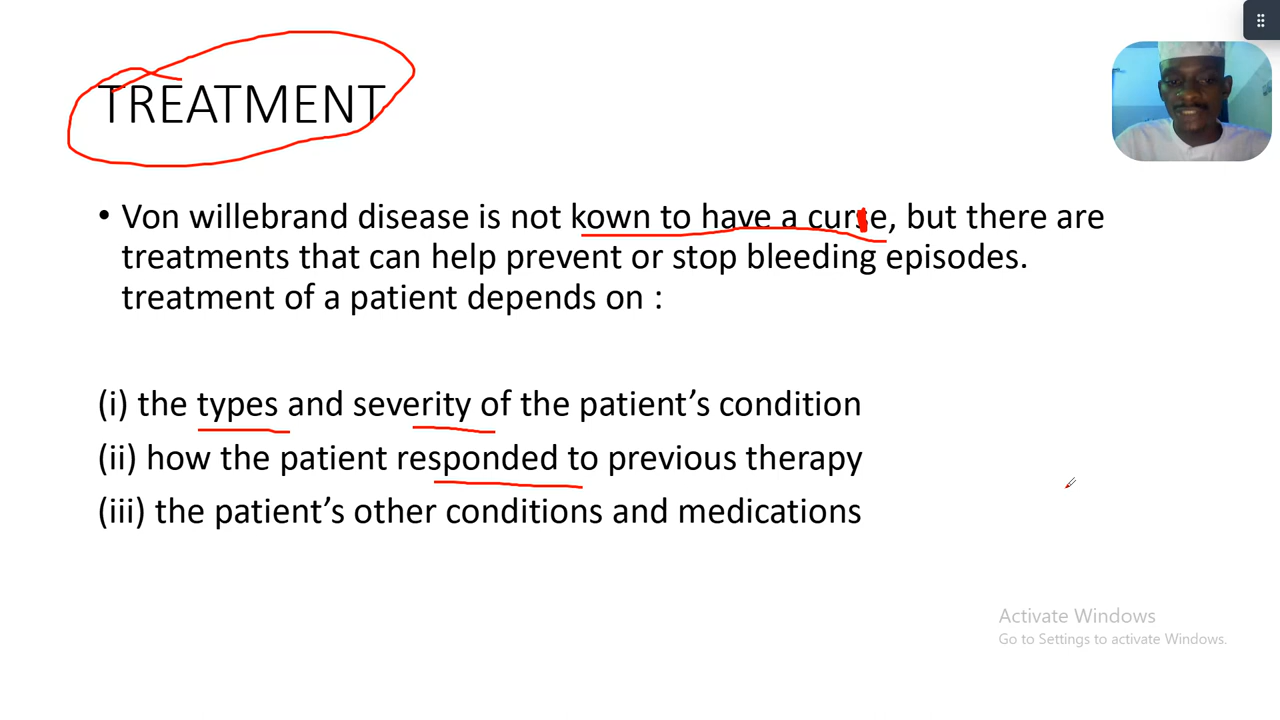 TREATMENT
• Von willebrand disease is not kown to have a curse, but there are
treatments that can help prevent or stop bleeding episodes.
treatment of a patient depends on :
(i) the types and severity of the patient’s condition
(ii) how the patient responded to previous therapy
(iii) the patient’s other conditions and medications
Activate Windows
Go to Settings to activate Windows.